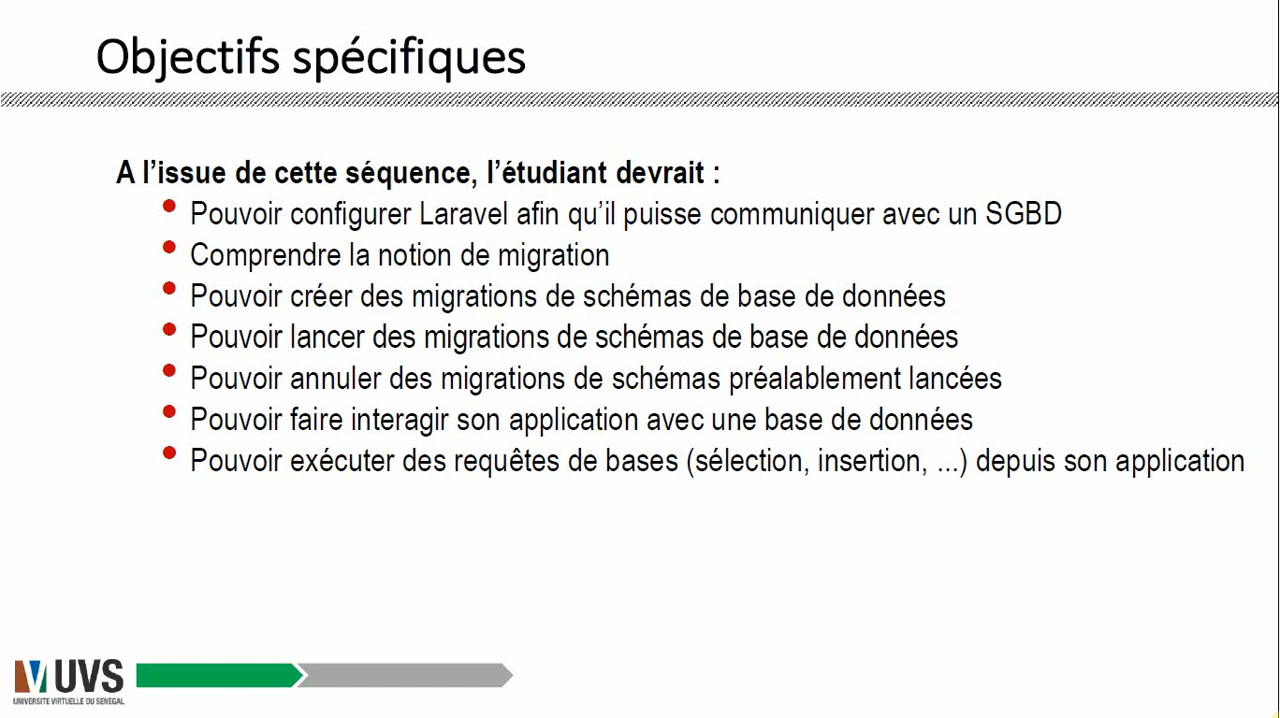 Objectifs spécifiques
A l’issue de cette séquence, l’étudiant devrait :
• Pouvoir configurer Laravel afin qu’il puisse communiquer avec un SGBD
• Comprendre la notion de migration
• Pouvoir créer des migrations de schémas de base de données
• Pouvoir lancer des migrations de schémas de base de données
• Pouvoir annuler des migrations de schémas préalablement lancées
• Pouvoir faire interagir son application avec une base de données
• Pouvoir exécuter des requêtes de bases (sélection, insertion, ...) depuis son application
UVS
UNIVERSITE VIRTUELLE DU SENEGAL